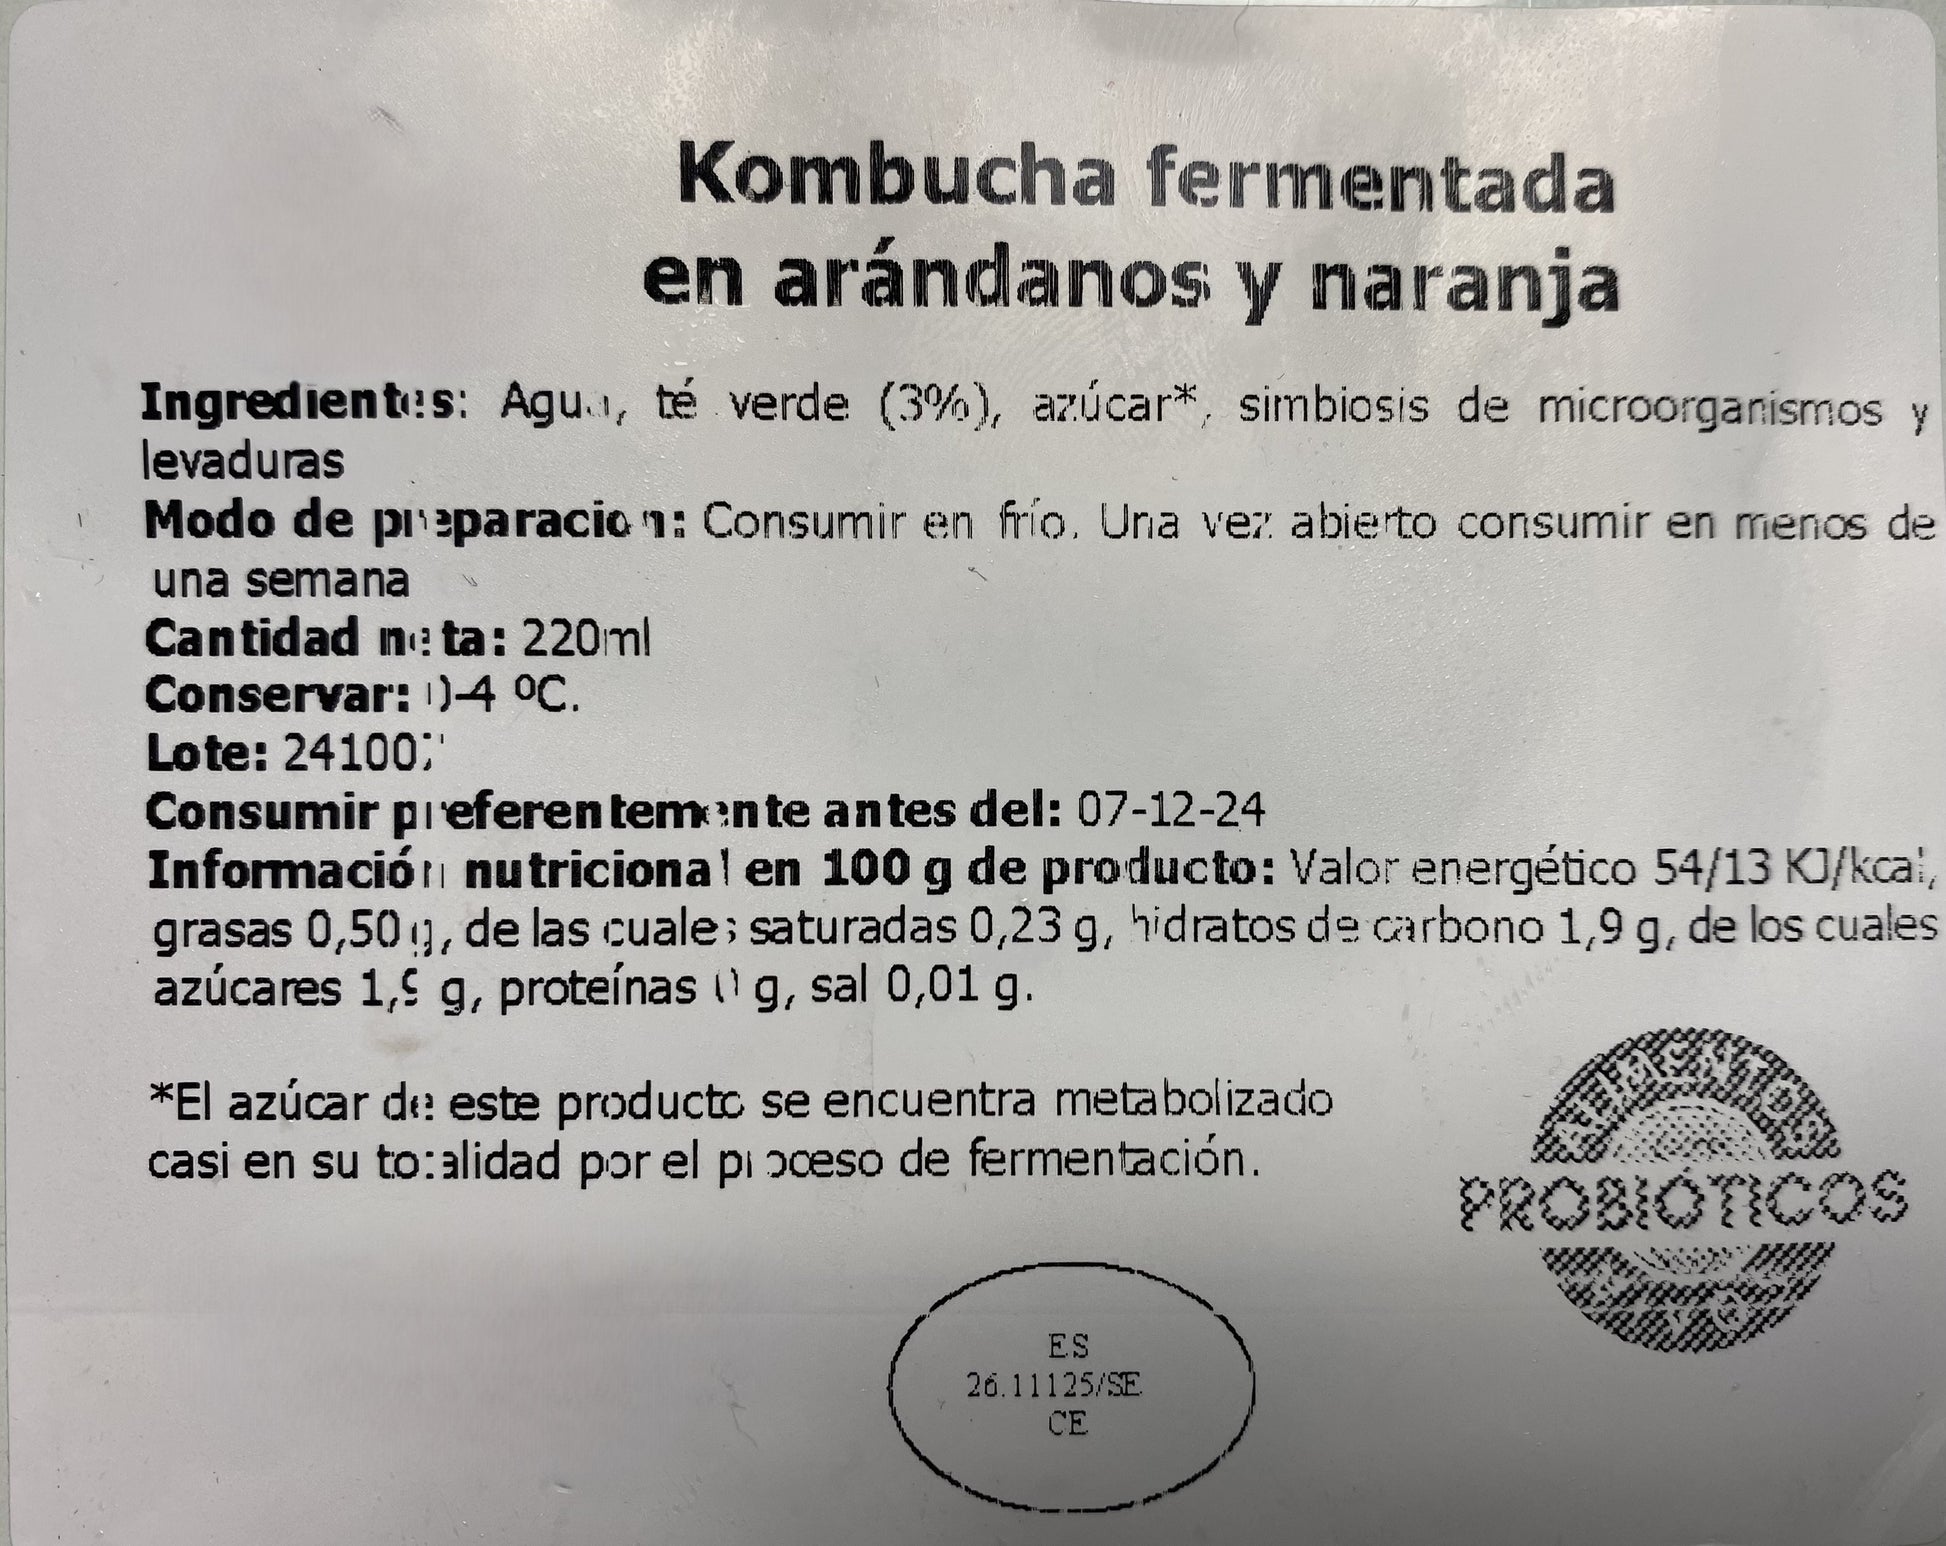 Kombucha fermentada
en arándanos y naranja
Ingredientes: Agua, té verde (3%), azúcar*, simbiosis de microorganismos y
levaduras
Modo de preparacion: Consumir en frío. Una vez abierto consumir en menos de
una semana
Cantidad neta: 220ml
Conservar: 0-4 ºC.
Lote: 241007
Consumir preferentemente antes del: 07-12-24
Información nutricional en 100 g de producto: Valor energético 54/13 KJ/kcal,
grasas 0,50 g, de las cuales saturadas 0,23 g, hidratos de carbono 1,9 g, de los cuales
azúcares 1,9 g, proteínas 0 g, sal 0,01 g.
*El azúcar de este producto se encuentra metabolizado
casi en su totalidad por el proceso de fermentación.
ALIMENTOS
PROBIÓTICOS
ES
26.11125/SE
CE